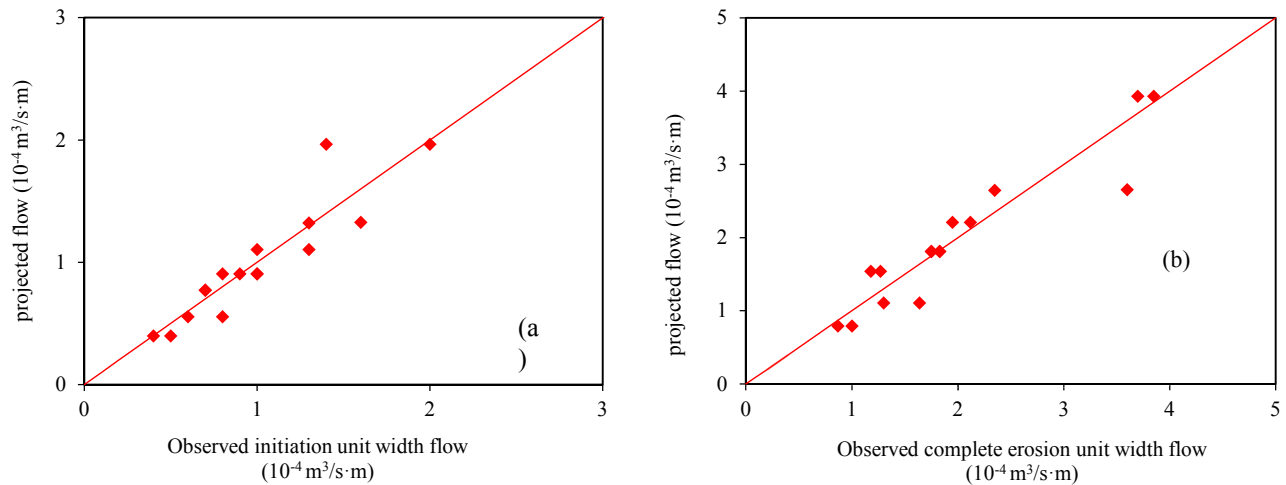 projected flow (10⁻⁴ m³/s·m)
3
2
1
0
0
1
2
3
(a
)
Observed initiation unit width flow
(10⁻⁴ m³/s·m)
projected flow (10⁻⁴ m³/s·m)
5
4
3
2
1
0
0
1
2
3
4
5
(b)
Observed complete erosion unit width flow
(10⁻⁴ m³/s·m)